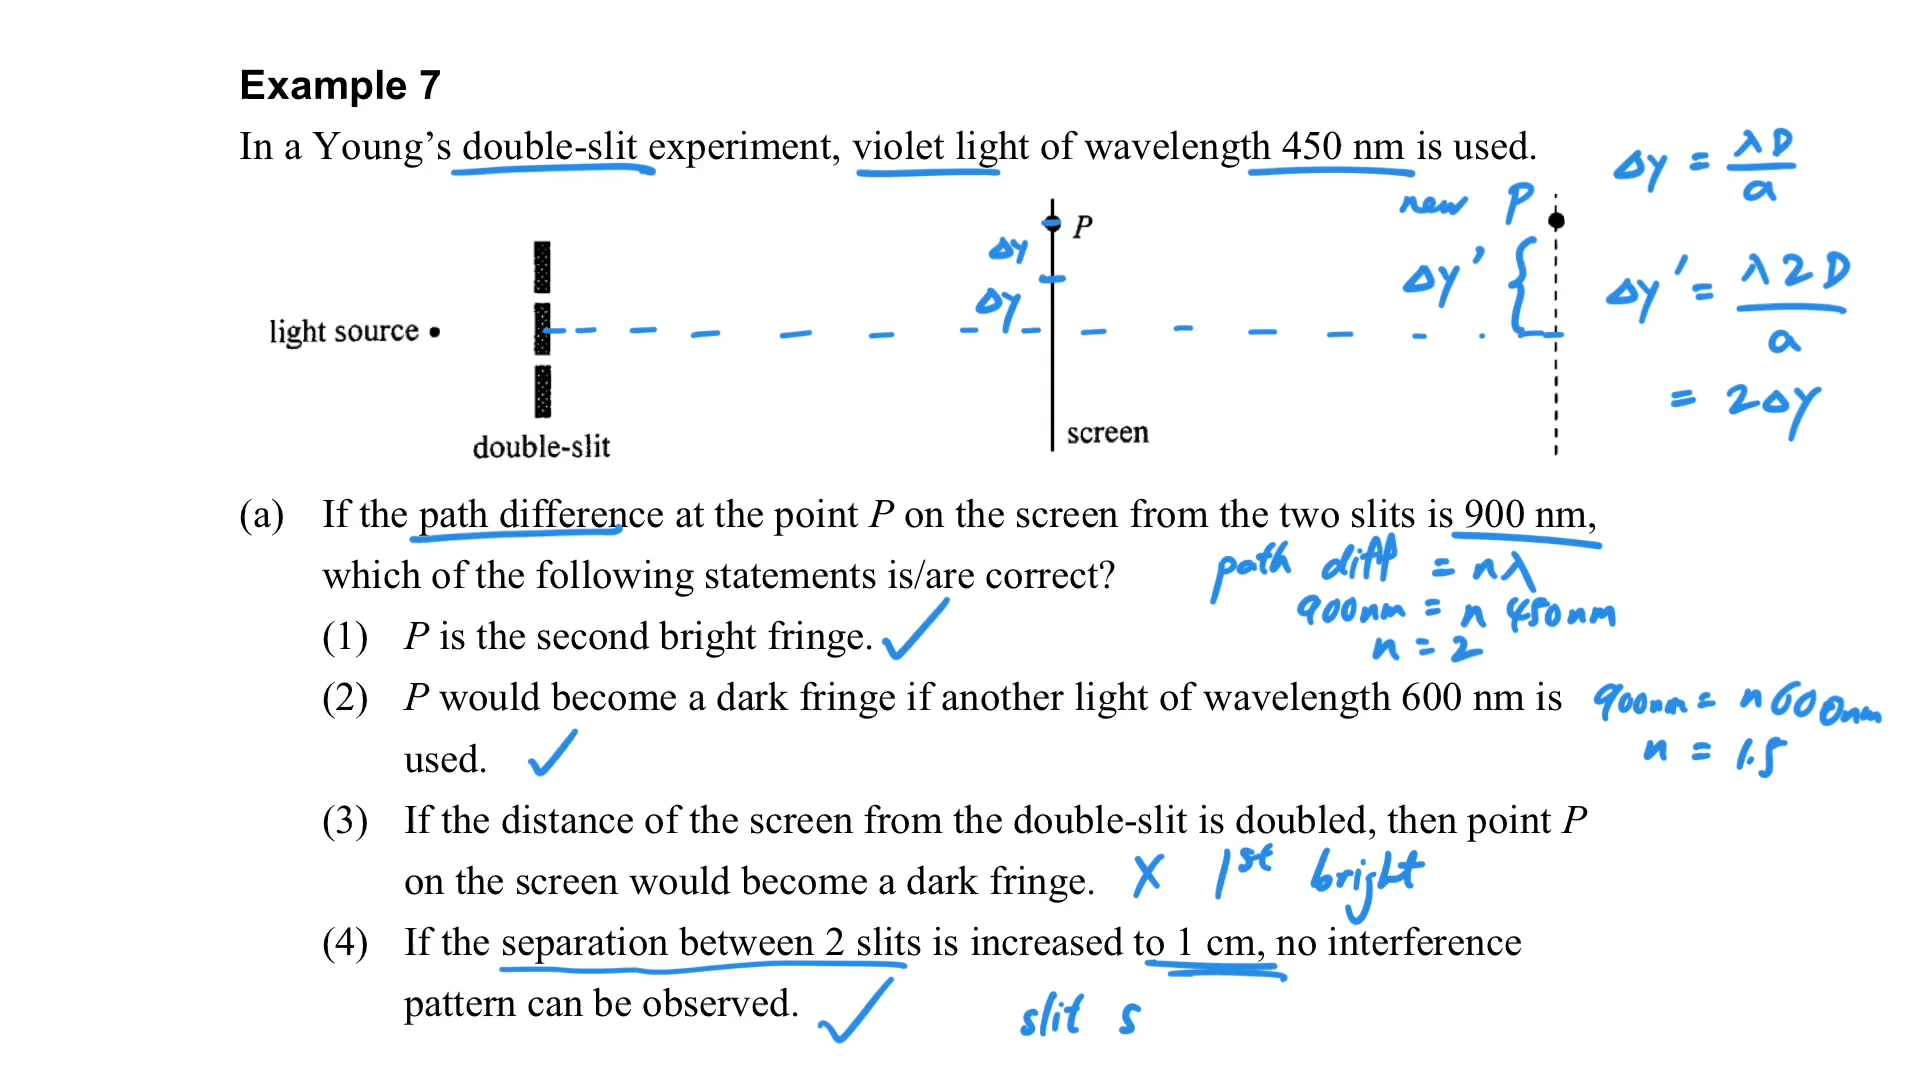 Example 7
In a Young’s double-slit experiment, violet light of wavelength 450 nm is used.
Δy = λD / a
new P
P
Δy
Δy
Δy' {
Δy' = λ2D / a
= 2Δy
light source
double-slit
screen
(a) If the path difference at the point P on the screen from the two slits is 900 nm,
which of the following statements is/are correct?
path diff = nλ
900nm = n 450nm
n = 2
(1) P is the second bright fringe. ✓
(2) P would become a dark fringe if another light of wavelength 600 nm is
used. ✓
900nm = n 600nm
n = 1.5
(3) If the distance of the screen from the double-slit is doubled, then point P
on the screen would become a dark fringe. X 1st bright
(4) If the separation between 2 slits is increased to 1 cm, no interference
pattern can be observed. ✓
slit s